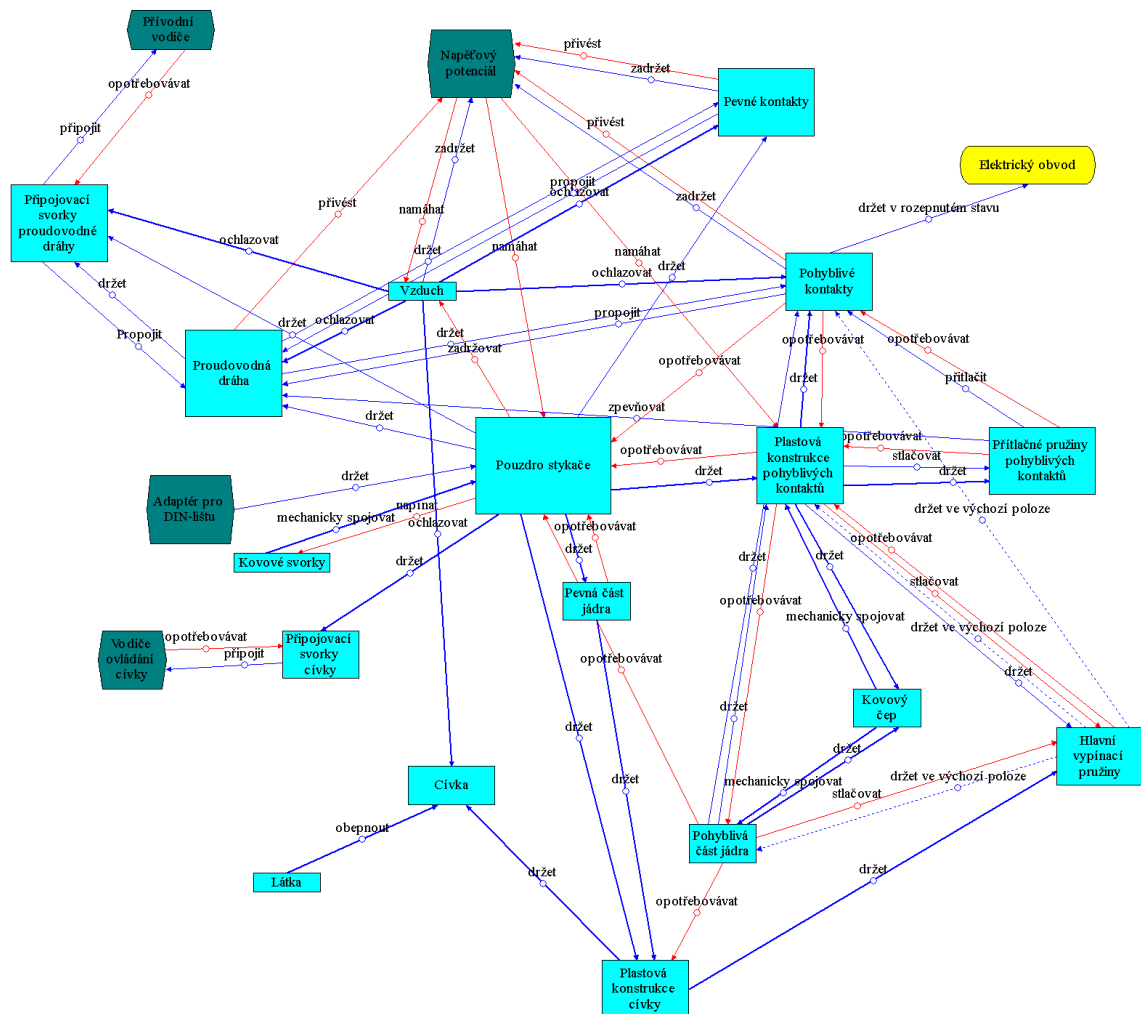 Přívodní
vodiče
přivést
Napěťový
potenciál
zadržet
Pevné kontakty
opotřebovávat
přivést
připojit
zadržet
Elektrický obvod
propojit
ochlazovat
zadržet
Připojovací
svorky
proudovodné
dráhy
přivést
namáhat
držet v rozepnutém stavu
ochlazovat
držet
namáhat
namáhat
držet
Pohyblivé
kontakty
držet
Vzduch
ochlazovat
držet
ochlazovat
propojit
Propojit
držet
opotřebovávat
opotřebovávat
opotřebovávat
Proudovodná
dráha
zadržovat
držet
přitlačit
držet
zpevňovat
Pouzdro stykače
Plastová
konstrukce
pohyblivých
kontaktů
opotřebovávat
Přítlačné pružiny
pohyblivých
kontaktů
opotřebovávat
stlačovat
držet
držet
držet
Adaptér pro
DIN-lištu
napínat
mechanicky spojovat
ochlazovat
držet ve výchozí poloze
Kovové svorky
držet
opotřebovávat
držet
držet
opotřebovávat
Pevná část
jádra
opotřebovávat
stlačovat
mechanicky spojovat
Vodiče
ovládání
cívky
opotřebovávat
připojit
Připojovací
svorky
cívky
držet ve výchozí poloze
opotřebovávat
držet
držet
Kovový
čep
držet
Hlavní
vypínací
pružiny
držet
držet
mechanicky spojovat
držet ve výchozí poloze
stlačovat
Cívka
obepnout
Pohyblivá
část jádra
Látka
držet
držet
opotřebovávat
Plastová
konstrukce
cívky